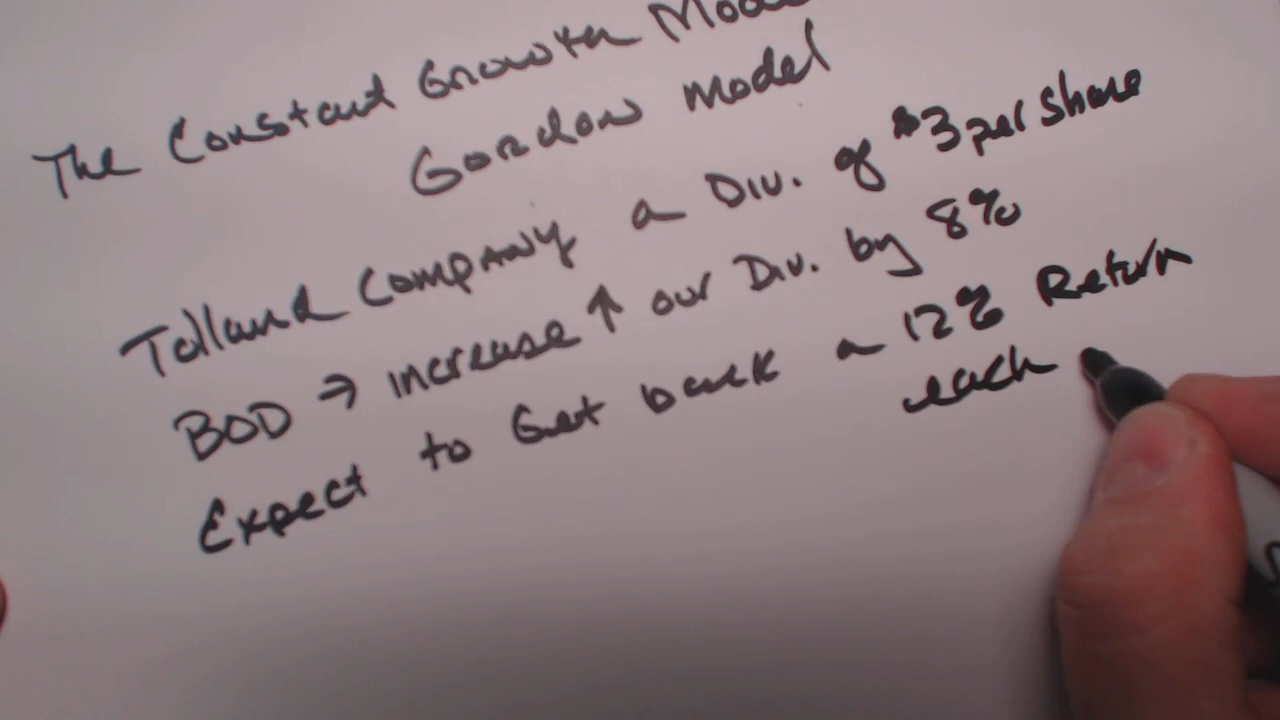 The Constant Growth Mode
Gordon Model
Tolland Company a Div. of $3 per share
BOD → increase ↑ our Div. by 8%
Expect to Get back a 12% Return
each